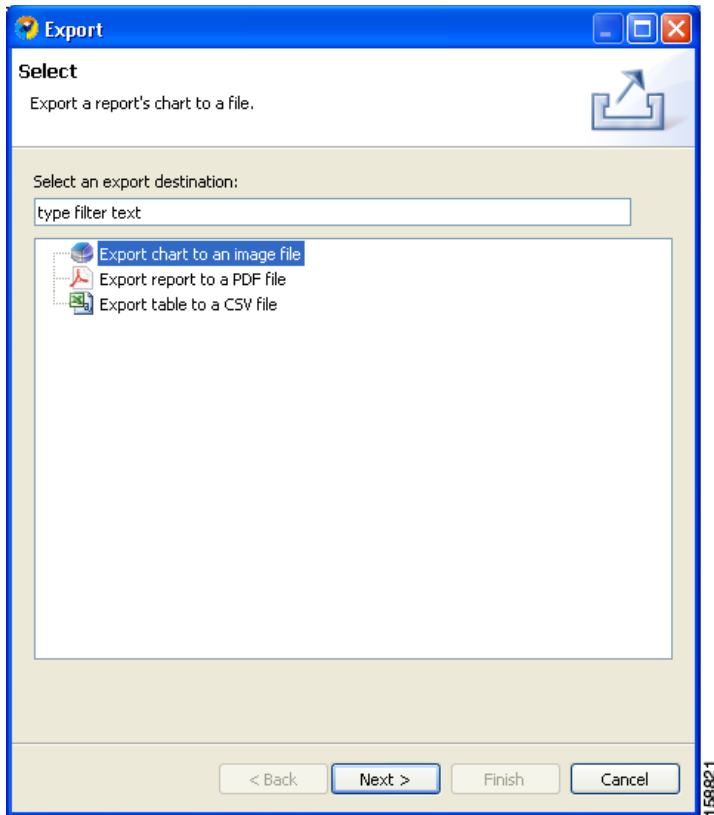 Export
Select
Export a report's chart to a file.
Select an export destination:
type filter text
Export chart to an image file
Export report to a PDF file
Export table to a CSV file
< Back
Next >
Finish
Cancel
158821